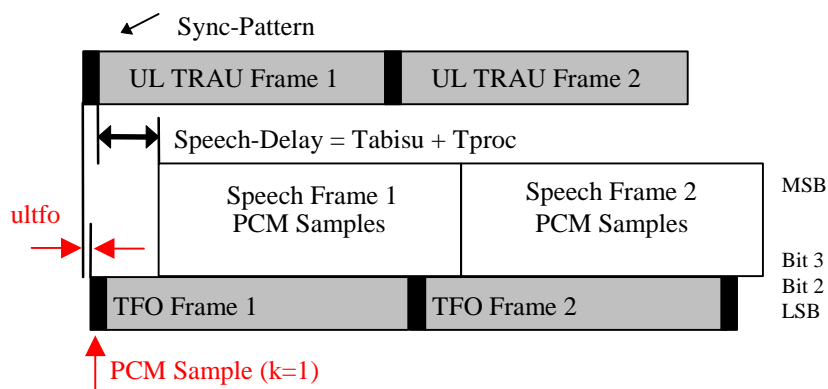 Sync-Pattern
UL TRAU Frame 1
UL TRAU Frame 2
Speech-Delay = Tabisu + Tproc
Speech Frame 1
PCM Samples
Speech Frame 2
PCM Samples
MSB
ultfo
Bit 3
Bit 2
LSB
TFO Frame 1
TFO Frame 2
PCM Sample (k=1)